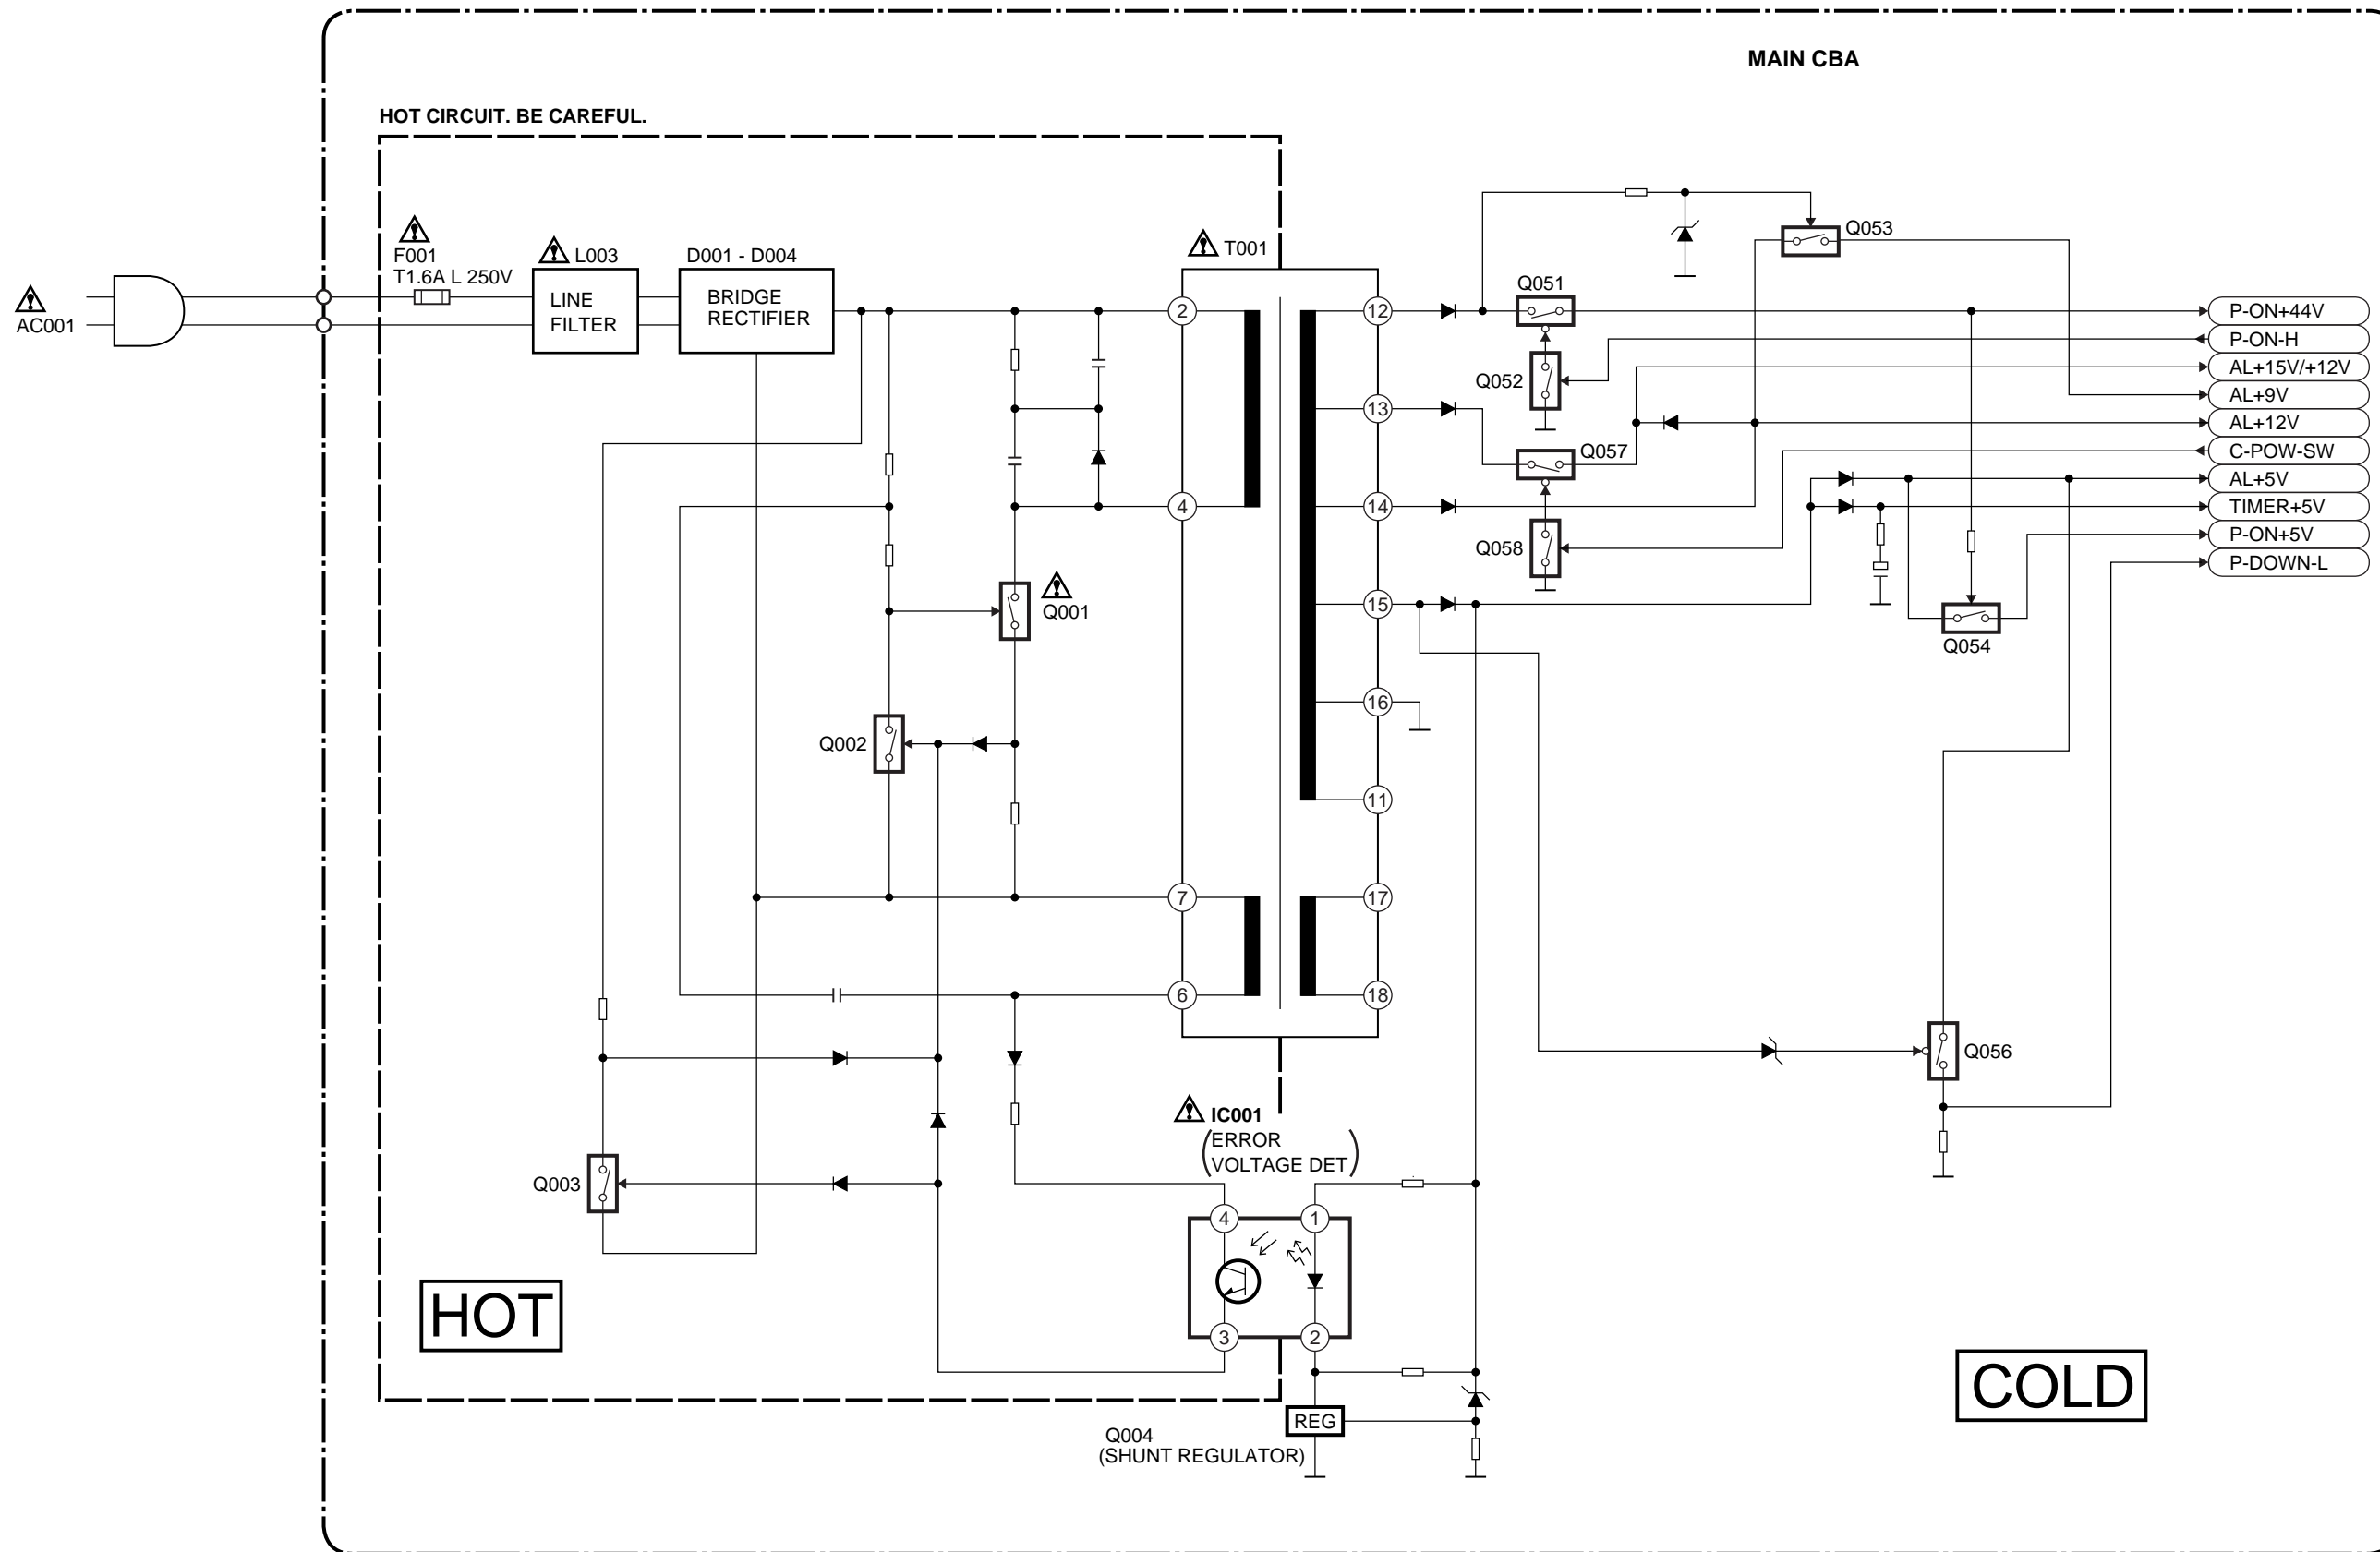 MAIN CBA
HOT CIRCUIT. BE CAREFUL.
AC001
F001
T1.6A L 250V
L003
LINE
FILTER
D001 - D004
BRIDGE
RECTIFIER
T001
2
4
7
6
12
13
14
15
16
11
17
18
Q001
Q002
Q003
Q051
Q052
Q053
Q057
Q058
Q054
Q056
P-ON+44V
P-ON-H
AL+15V/+12V
AL+9V
AL+12V
C-POW-SW
AL+5V
TIMER+5V
P-ON+5V
P-DOWN-L
IC001
(ERROR
VOLTAGE DET)
4
1
3
2
REG
Q004
(SHUNT REGULATOR)
HOT
COLD